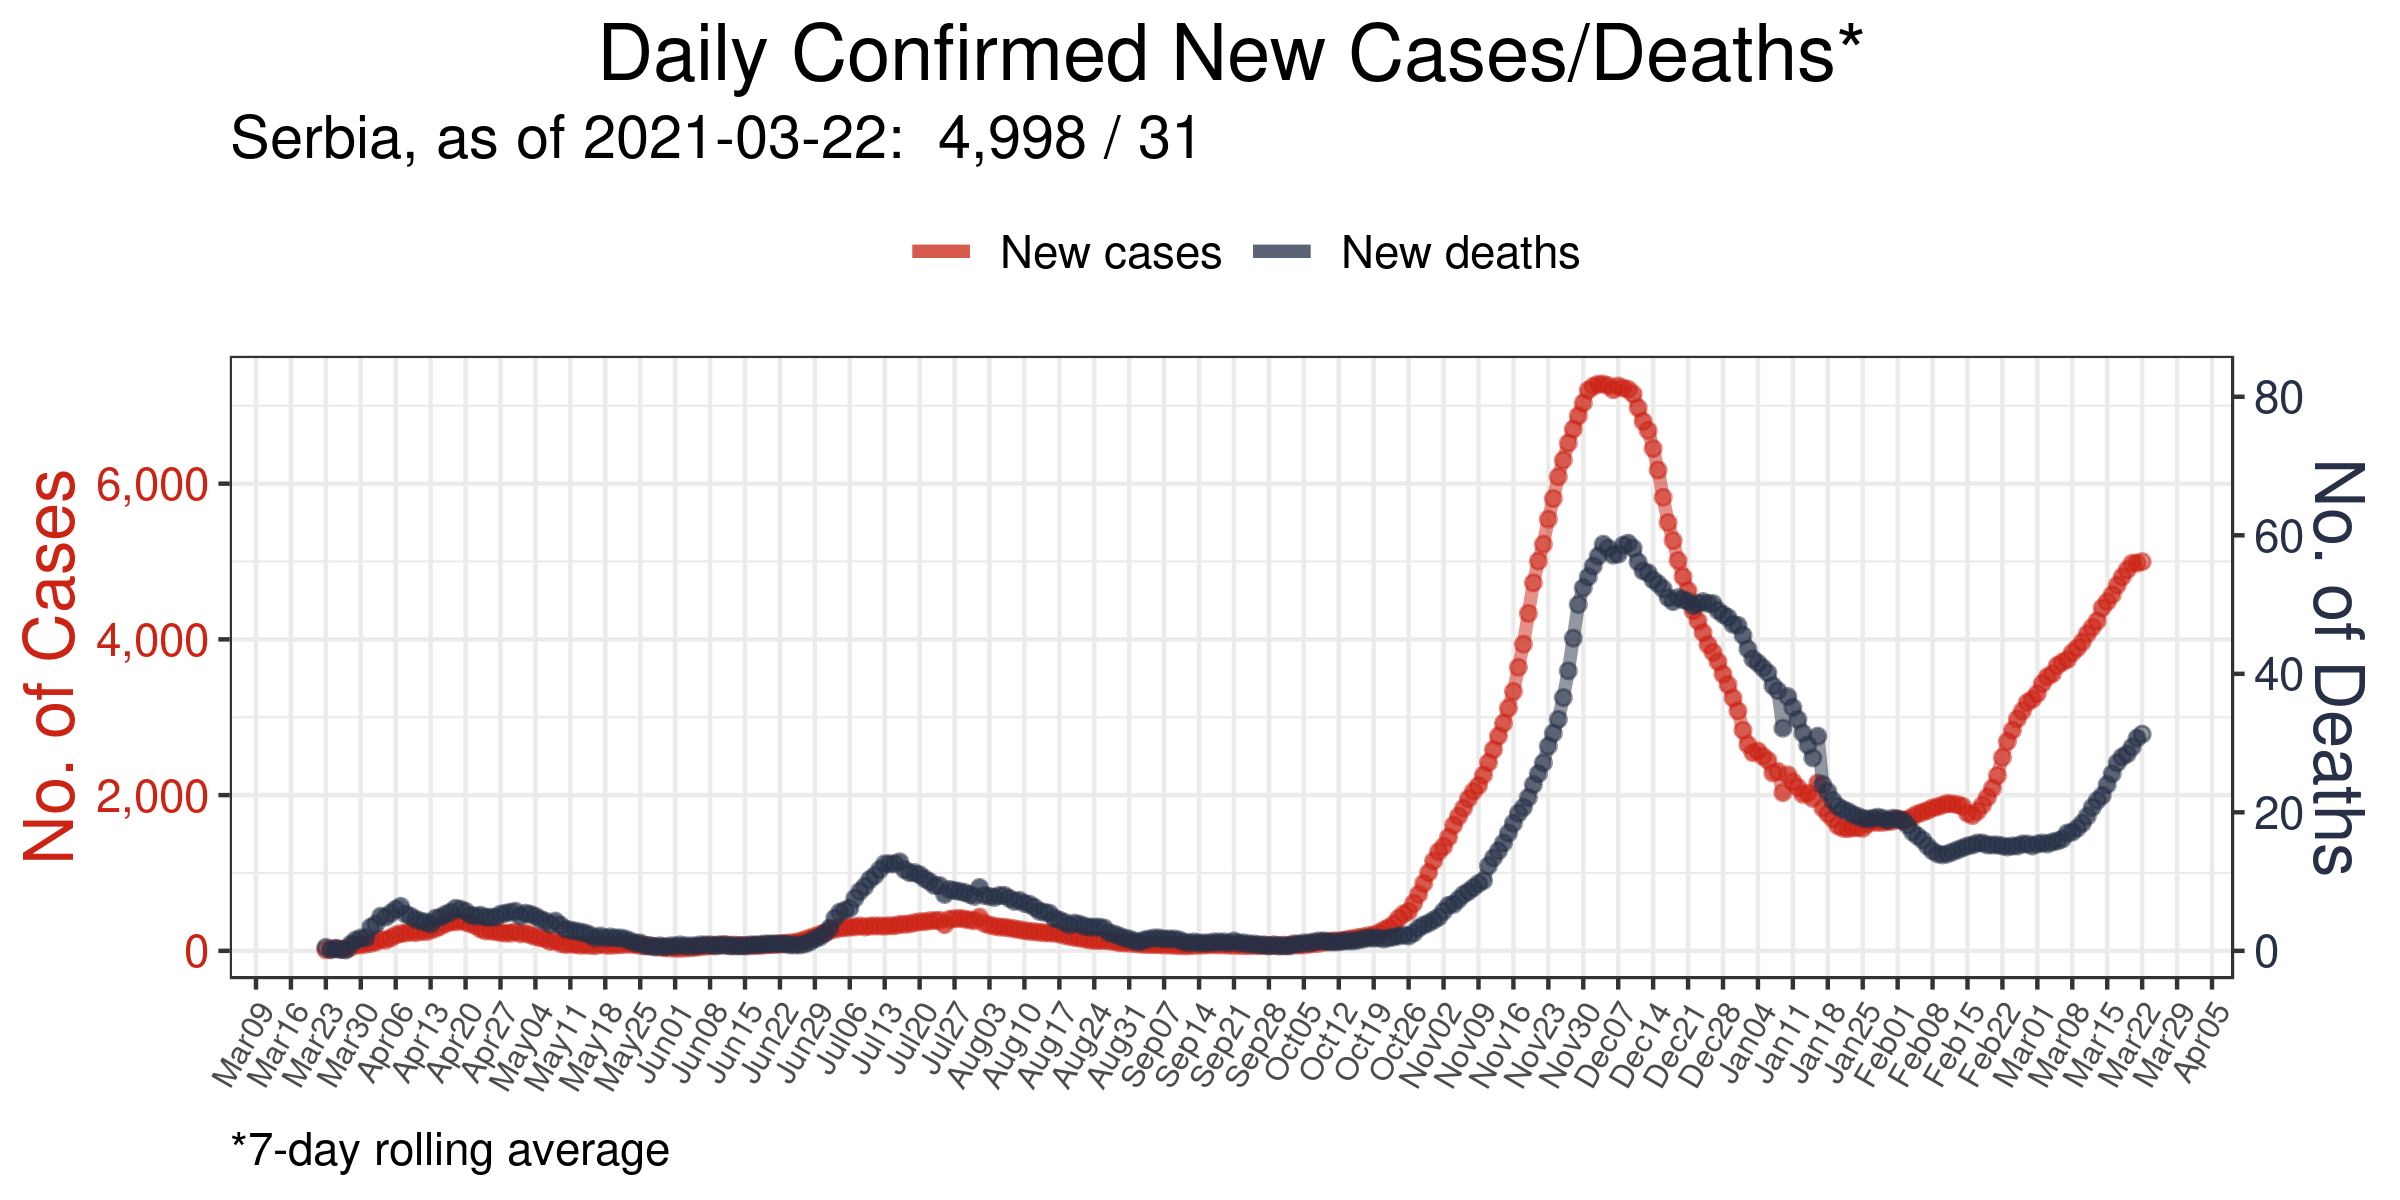 Daily Confirmed New Cases/Deaths*
Serbia, as of 2021-03-22:  4,998 / 31
New cases New deaths
No. of Cases
6,000
4,000
2,000
0
80
60
40
20
0
No. of Deaths
Mar09 Mar16 Mar23 Mar30 Apr06 Apr13 Apr20 Apr27 May04 May11 May18 May25 Jun01 Jun08 Jun15 Jun22 Jun29 Jul06 Jul13 Jul20 Jul27 Aug03 Aug10 Aug17 Aug24 Aug31 Sep07 Sep14 Sep21 Sep28 Oct05 Oct12 Oct19 Oct26 Nov02 Nov09 Nov16 Nov23 Nov30 Dec07 Dec14 Dec21 Dec28 Jan04 Jan11 Jan18 Jan25 Feb01 Feb08 Feb15 Feb22 Mar01 Mar08 Mar15 Mar22 Mar29 Apr05
*7-day rolling average